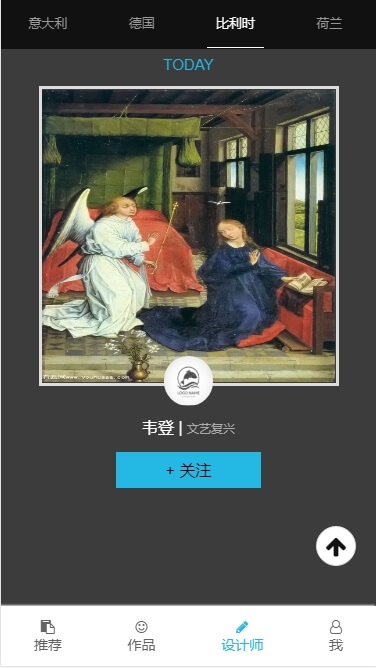 意大利 德国 比利时 荷兰
TODAY
LOGO NAME
韦登 | 文艺复兴
+ 关注
推荐 作品 设计师 我